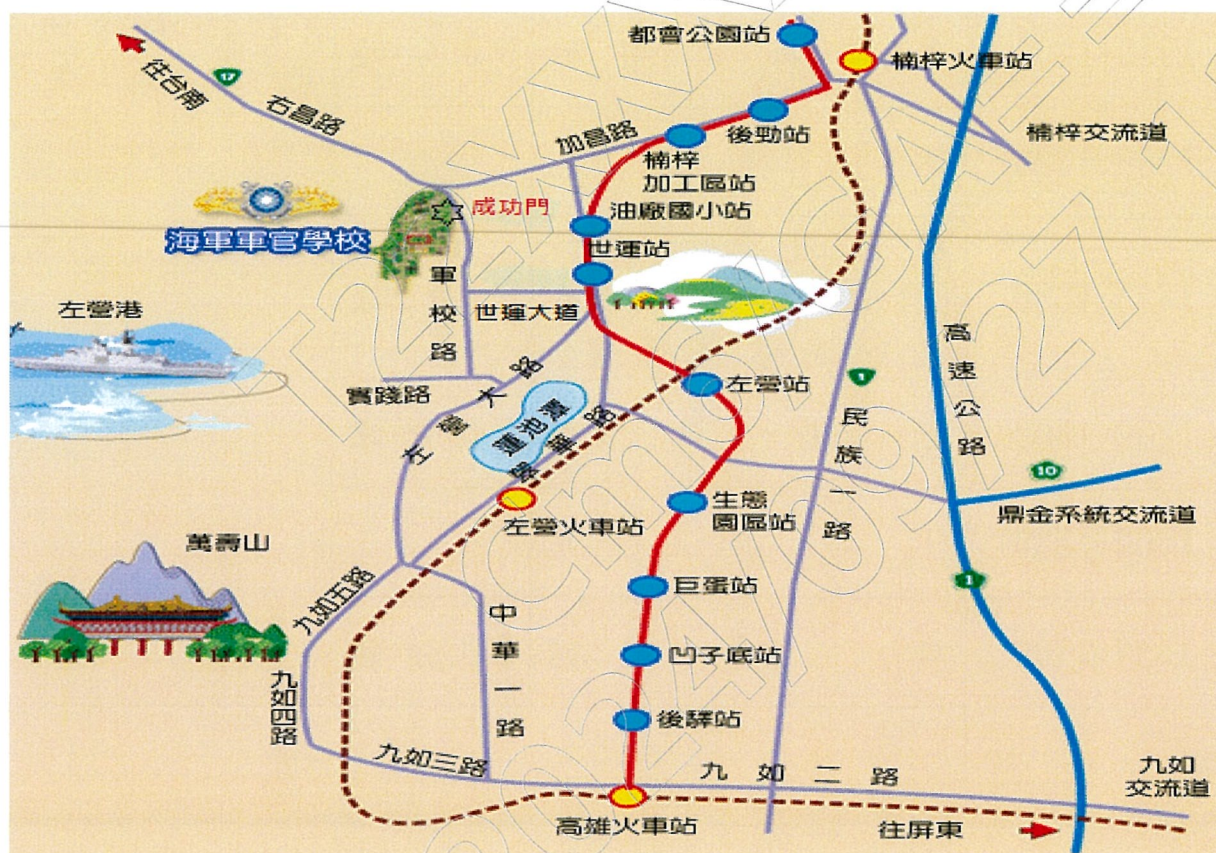 都會公園站
楠梓火車站
往台南
17
右昌路
加昌路
後勁站
楠梓交流道
楠梓
加工區站
成功門
油廠國小站
海軍軍官學校
世運站
軍校路
世運大道
左營港
高速公路
左營大路
實踐路
左營站
1
民族一路
蓮池潭
翠華路
10
生態
園區站
鼎金系統交流道
左營火車站
萬壽山
1
九如五路
巨蛋站
中華一路
凹子底站
九如四路
後驛站
九如三路
九如二路
九如
交流道
高雄火車站
往屏東